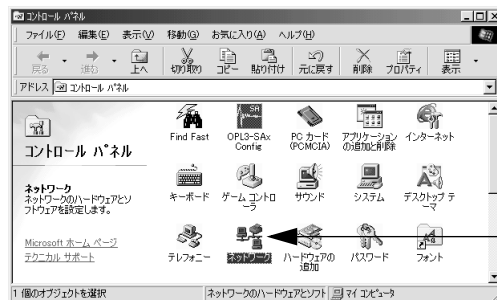 コントロール パネル
ファイル(F) 編集(E) 表示(V) 移動(G) お気に入り(A) ヘルプ(H)
戻る 進む 上へ 切り取り コピー 貼り付け 元に戻す 削除 プロパティ 表示
アドレス コントロール パネル
コントロール パネル
ネットワーク
ネットワークのハードウェアとソ
フトウェアを設定します。
Microsoft ホーム ページ
テクニカル サポート
Find Fast
OPL3-SAx
Config
PC カード
(PCMCIA)
アプリケーション
の追加と削除
インターネット
キーボード
ゲーム コントロ
ーラ
サウンド
システム
デスクトップ テ
ーマ
テレフォニー
ネットワーク
ハードウェアの
追加
パスワード
フォント
1 個のオブジェクトを選択 ネットワークのハードウェアとソフト マイ コンピュータ